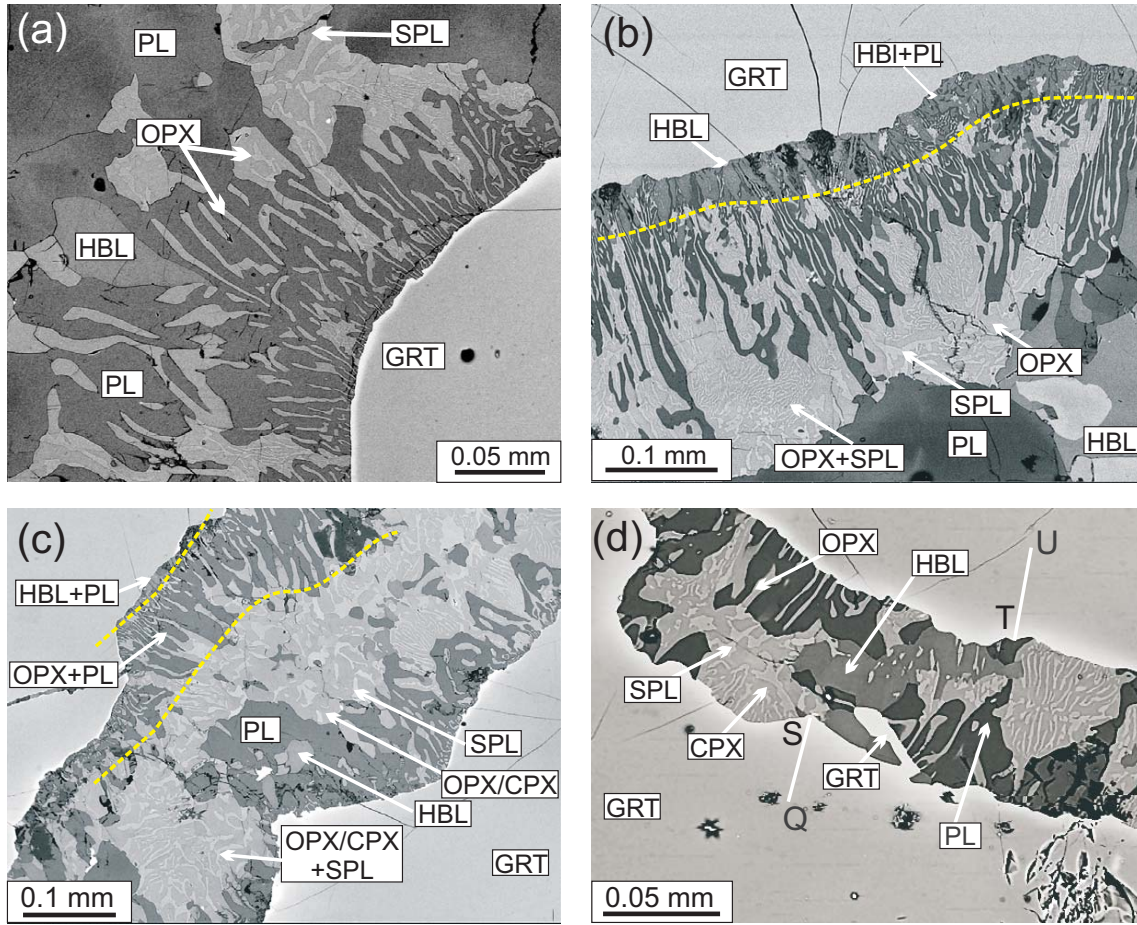 (a)
PL
SPL
OPX
HBL
PL
GRT
0.05 mm
(b)
GRT
HBl+PL
HBL
OPX
SPL
PL
OPX+SPL
HBL
0.1 mm
(c)
HBL+PL
OPX+PL
PL
SPL
OPX/CPX
HBL
OPX/CPX
+SPL
GRT
0.1 mm
(d)
OPX
HBL
U
T
SPL
CPX
S
GRT
Q
GRT
PL
0.05 mm